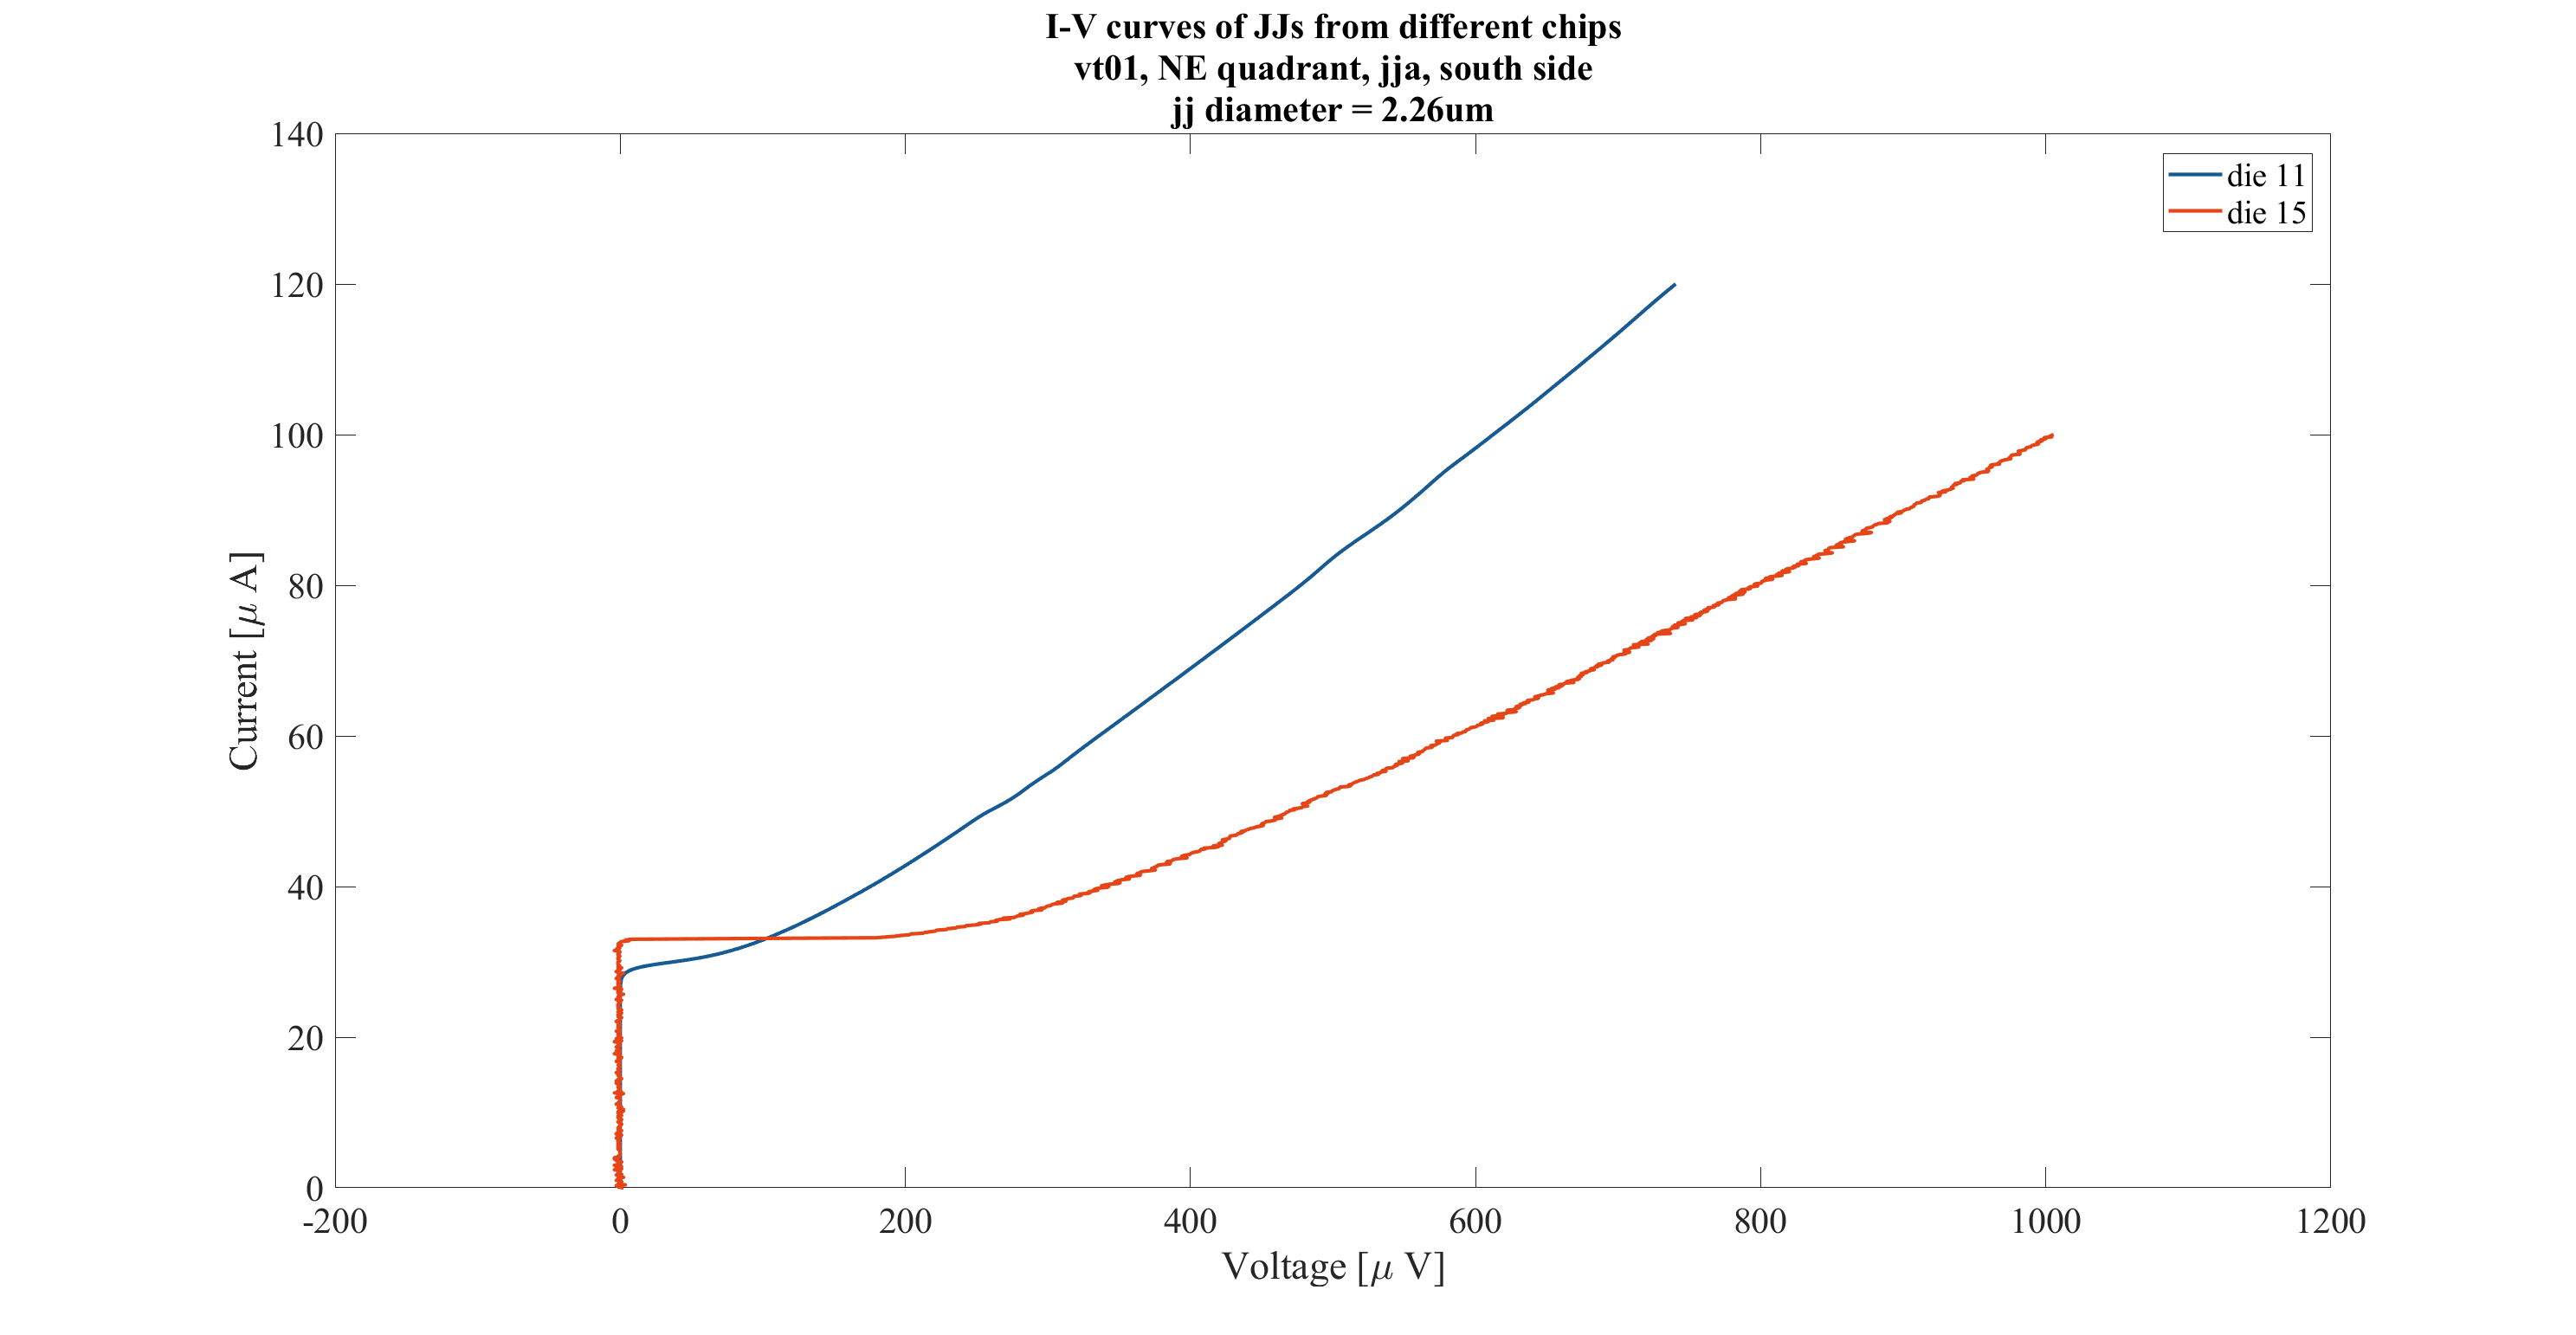 I-V curves of JJs from different chips
vt01, NE quadrant, jja, south side
jj diameter = 2.26um
140
120
100
80
60
40
20
0
Current [μ A]
die 11
die 15
-200 0 200 400 600 800 1000 1200
Voltage [μ V]